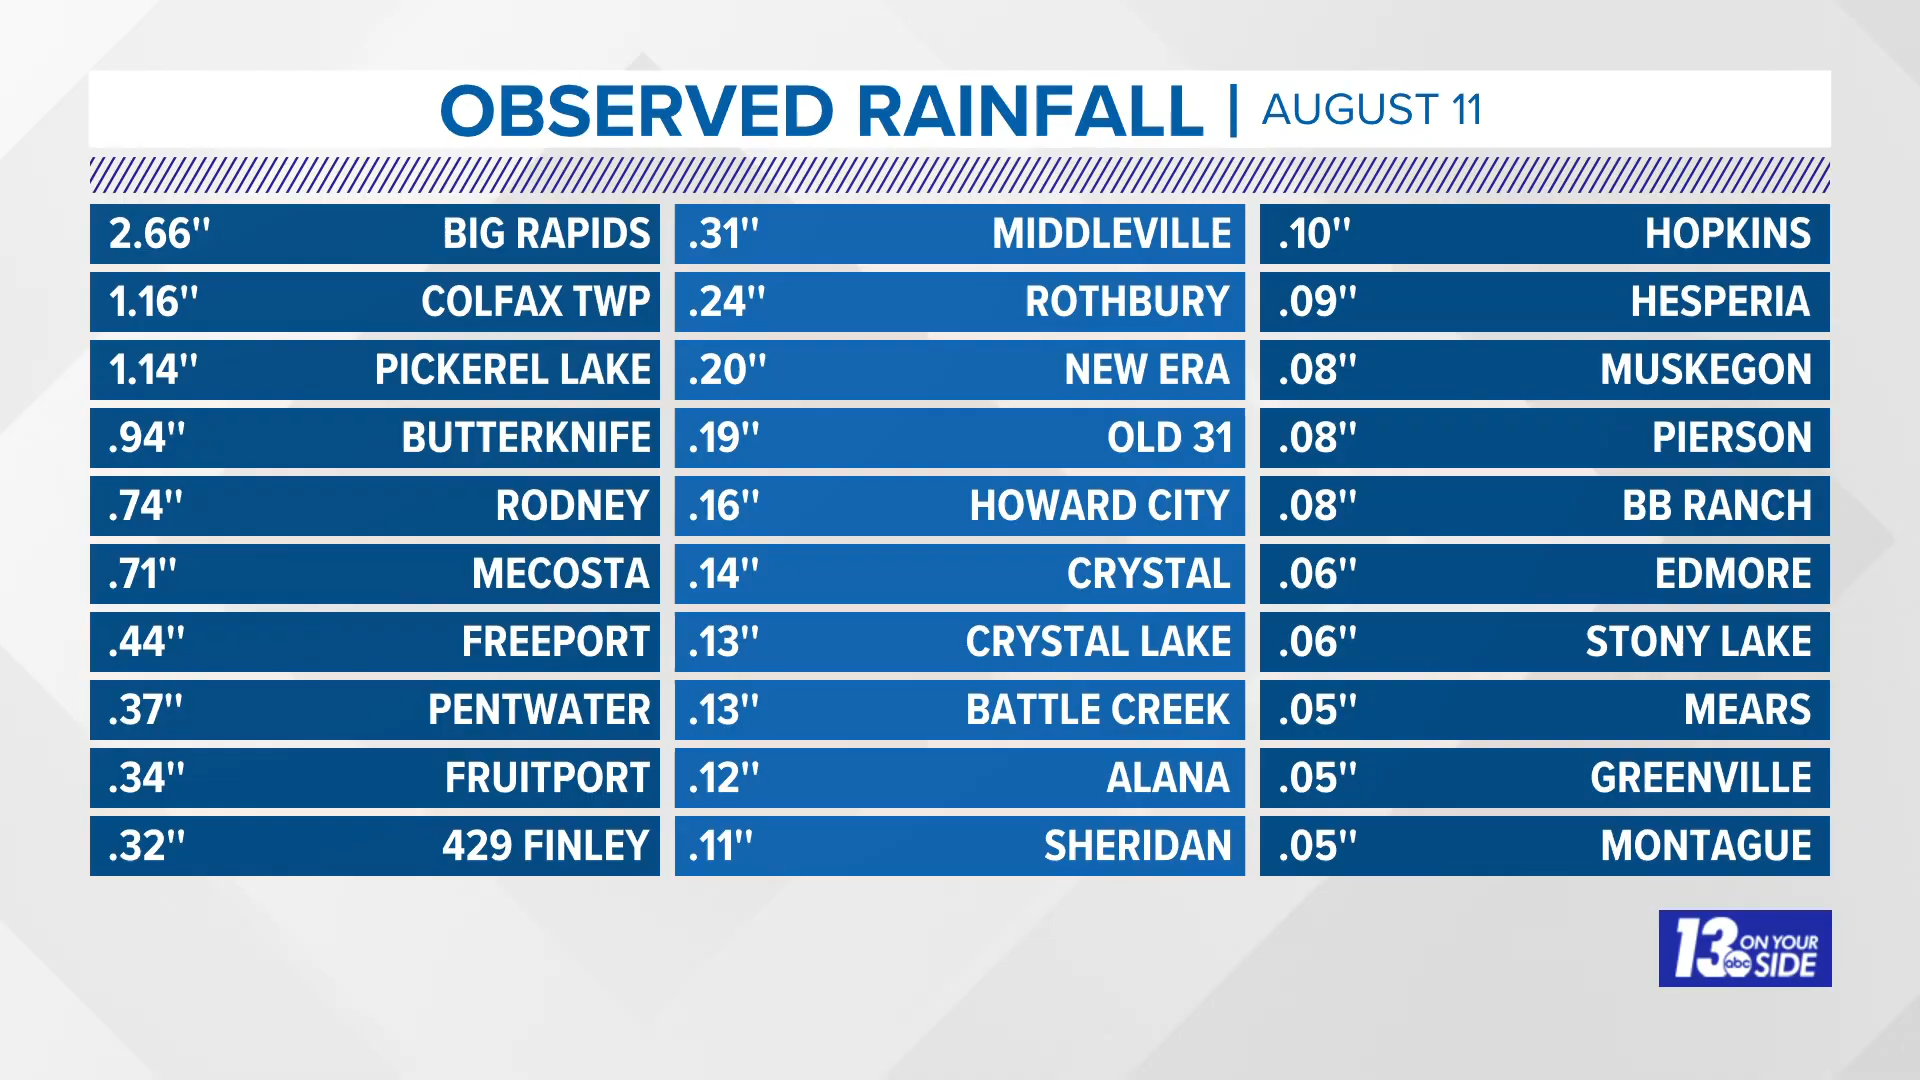 OBSERVED RAINFALL | AUGUST 11
2.66" BIG RAPIDS
1.16" COLFAX TWP
1.14" PICKEREL LAKE
.94" BUTTERKNIFE
.74" RODNEY
.71" MECOSTA
.44" FREEPORT
.37" PENTWATER
.34" FRUITPORT
.32" 429 FINLEY
.31" MIDDLEVILLE
.24" ROTHBURY
.20" NEW ERA
.19" OLD 31
.16" HOWARD CITY
.14" CRYSTAL
.13" CRYSTAL LAKE
.13" BATTLE CREEK
.12" ALANA
.11" SHERIDAN
.10" HOPKINS
.09" HESPERIA
.08" MUSKEGON
.08" PIERSON
.08" BB RANCH
.06" EDMORE
.06" STONY LAKE
.05" MEARS
.05" GREENVILLE
.05" MONTAGUE
13 ON YOUR
abc SIDE